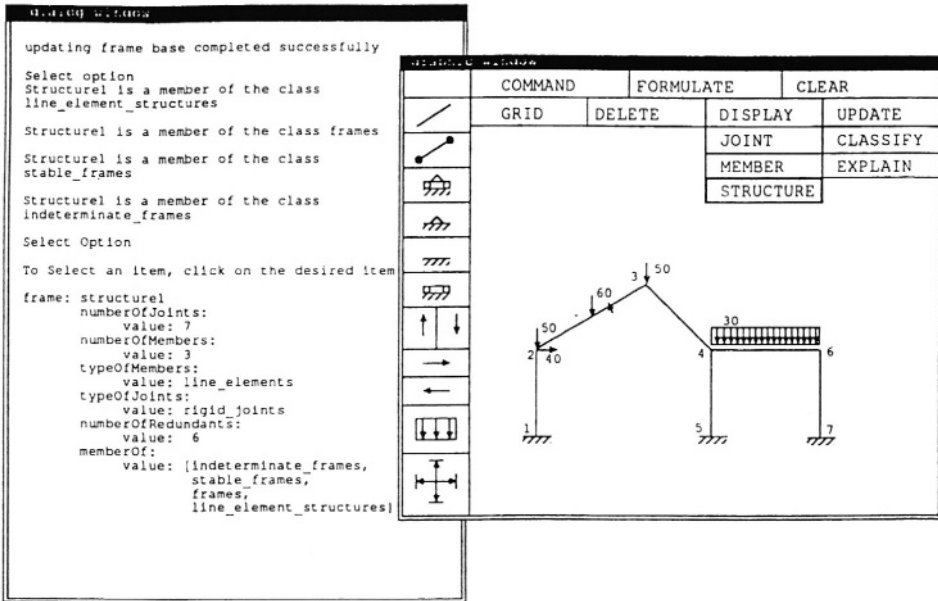 dialog window
updating frame base completed successfully
Select option
Structure1 is a member of the class
line_element_structures
Structure1 is a member of the class frames
Structure1 is a member of the class
stable_frames
Structure1 is a member of the class
indeterminate_frames
Select Option
To Select an item, click on the desired item
frame: structure1
numberOfJoints:
value: 7
numberOfMembers:
value: 3
typeOfMembers:
value: line_elements
typeOfJoints:
value: rigid_joints
numberOfRedundants:
value: 6
memberOf:
value: [indeterminate_frames,
stable_frames,
frames,
line_element_structures]
graphic window
COMMAND FORMULATE CLEAR
GRID DELETE DISPLAY UPDATE
JOINT CLASSIFY
MEMBER EXPLAIN
STRUCTURE
3 50
60
50 30
2 40 4 6
1 5 7